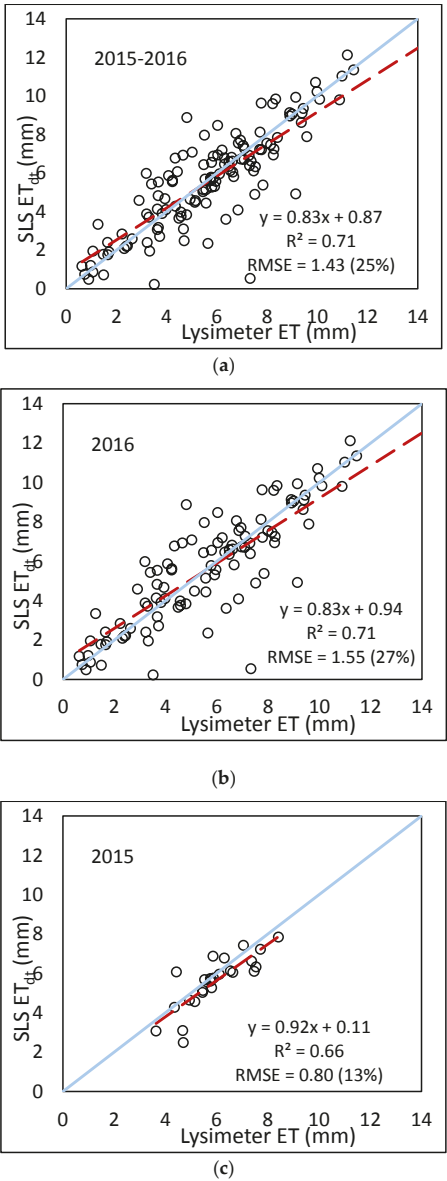 14
12
10
8
6
4
2
0
SLS ETdt (mm)
2015-2016
y = 0.83x + 0.87
R² = 0.71
RMSE = 1.43 (25%)
0 2 4 6 8 10 12 14
Lysimeter ET (mm)
(a)
14
12
10
8
6
4
2
0
SLS ETdt (mm)
2016
y = 0.83x + 0.94
R² = 0.71
RMSE = 1.55 (27%)
0 2 4 6 8 10 12 14
Lysimeter ET (mm)
(b)
14
12
10
8
6
4
2
0
SLS ETdt (mm)
2015
y = 0.92x + 0.11
R² = 0.66
RMSE = 0.80 (13%)
0 2 4 6 8 10 12 14
Lysimeter ET (mm)
(c)